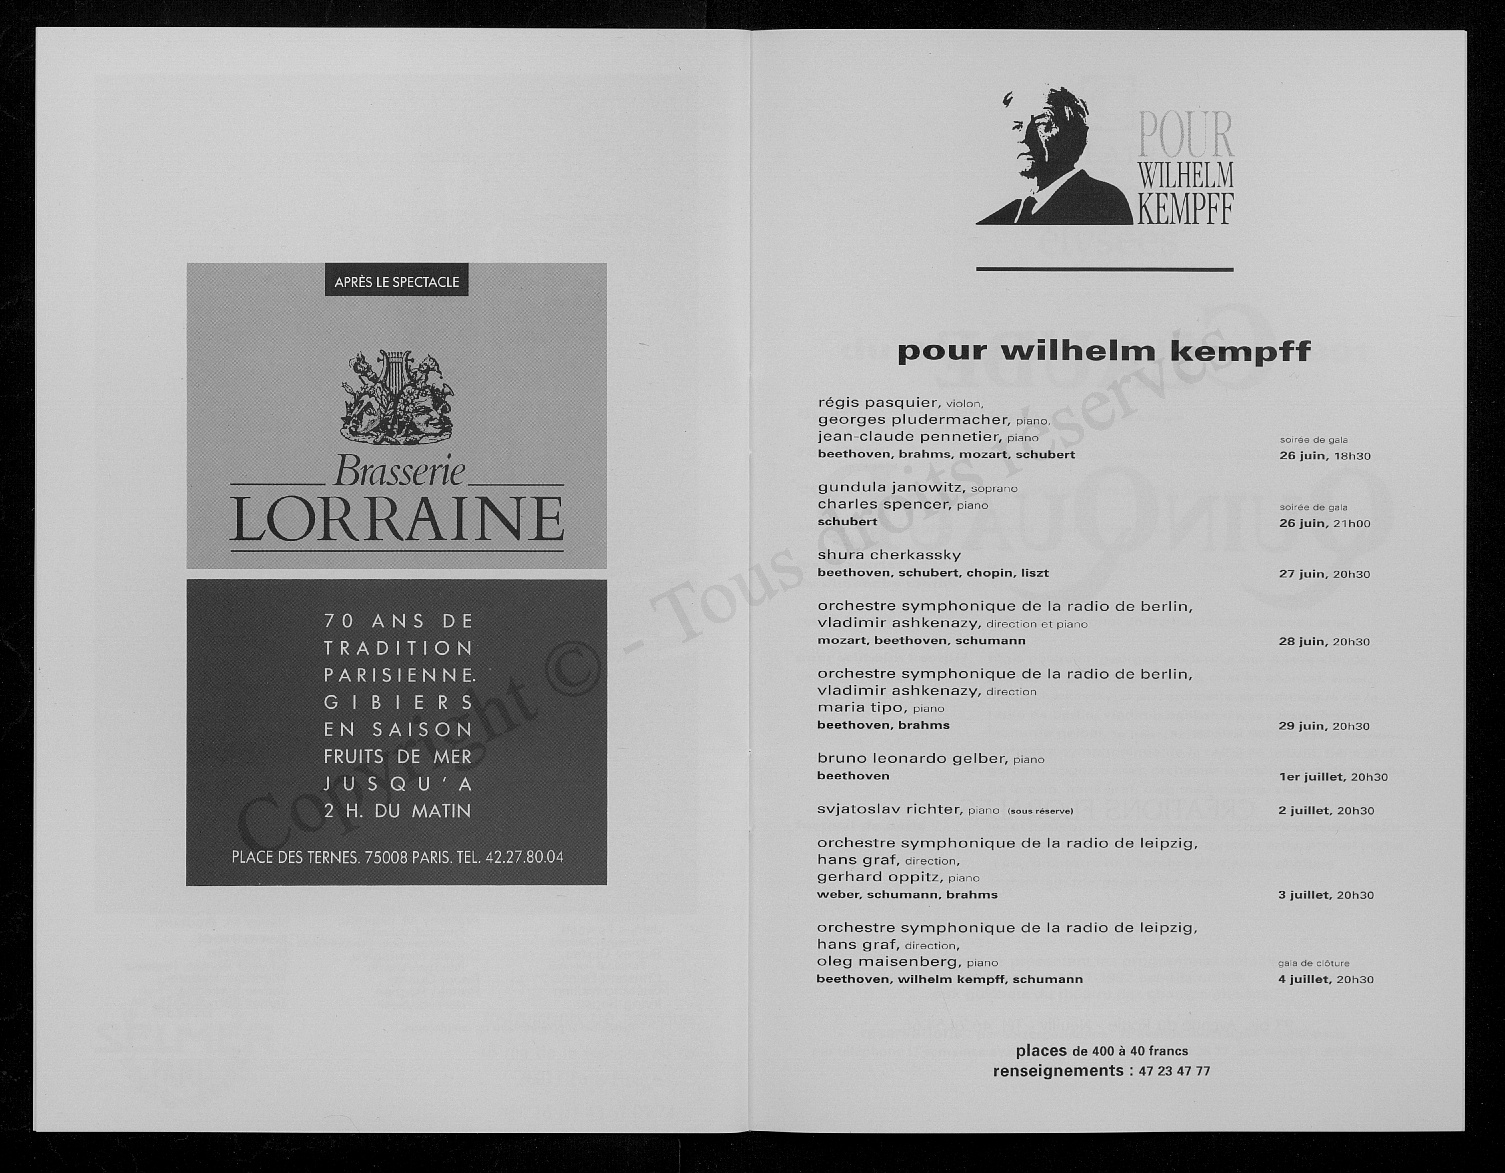 APRÈS LE SPECTACLE
Brasserie
LORRAINE
70 ANS DE
TRADITION
PARISIENNE.
GIBIERS
EN SAISON
FRUITS DE MER
JUSQU'A
2 H. DU MATIN
PLACE DES TERNES. 75008 PARIS. TEL. 42.27.80.04
POUR
WILHELM
KEMPFF
pour wilhelm kempff
régis pasquier, violon,
georges pludermacher, piano,
jean-claude pennetier, piano
soirée de gala
beethoven, brahms, mozart, schubert
26 juin, 18h30
gundula janowitz, soprano
charles spencer, piano
soirée de gala
schubert
26 juin, 21h00
shura cherkassky
beethoven, schubert, chopin, liszt
27 juin, 20h30
orchestre symphonique de la radio de berlin,
vladimir ashkenazy, direction et piano
mozart, beethoven, schumann
28 juin, 20h30
orchestre symphonique de la radio de berlin,
vladimir ashkenazy, direction
maria tipo, piano
beethoven, brahms
29 juin, 20h30
bruno leonardo gelber, piano
beethoven
1er juillet, 20h30
svjatoslav richter, piano (sous réserve)
2 juillet, 20h30
orchestre symphonique de la radio de leipzig,
hans graf, direction,
gerhard oppitz, piano
weber, schumann, brahms
3 juillet, 20h30
orchestre symphonique de la radio de leipzig,
hans graf, direction,
oleg maisenberg, piano
gala de clôture
beethoven, wilhelm kempff, schumann
4 juillet, 20h30
places de 400 à 40 francs
renseignements : 47 23 47 77
Copyright © - Tous droits réservés